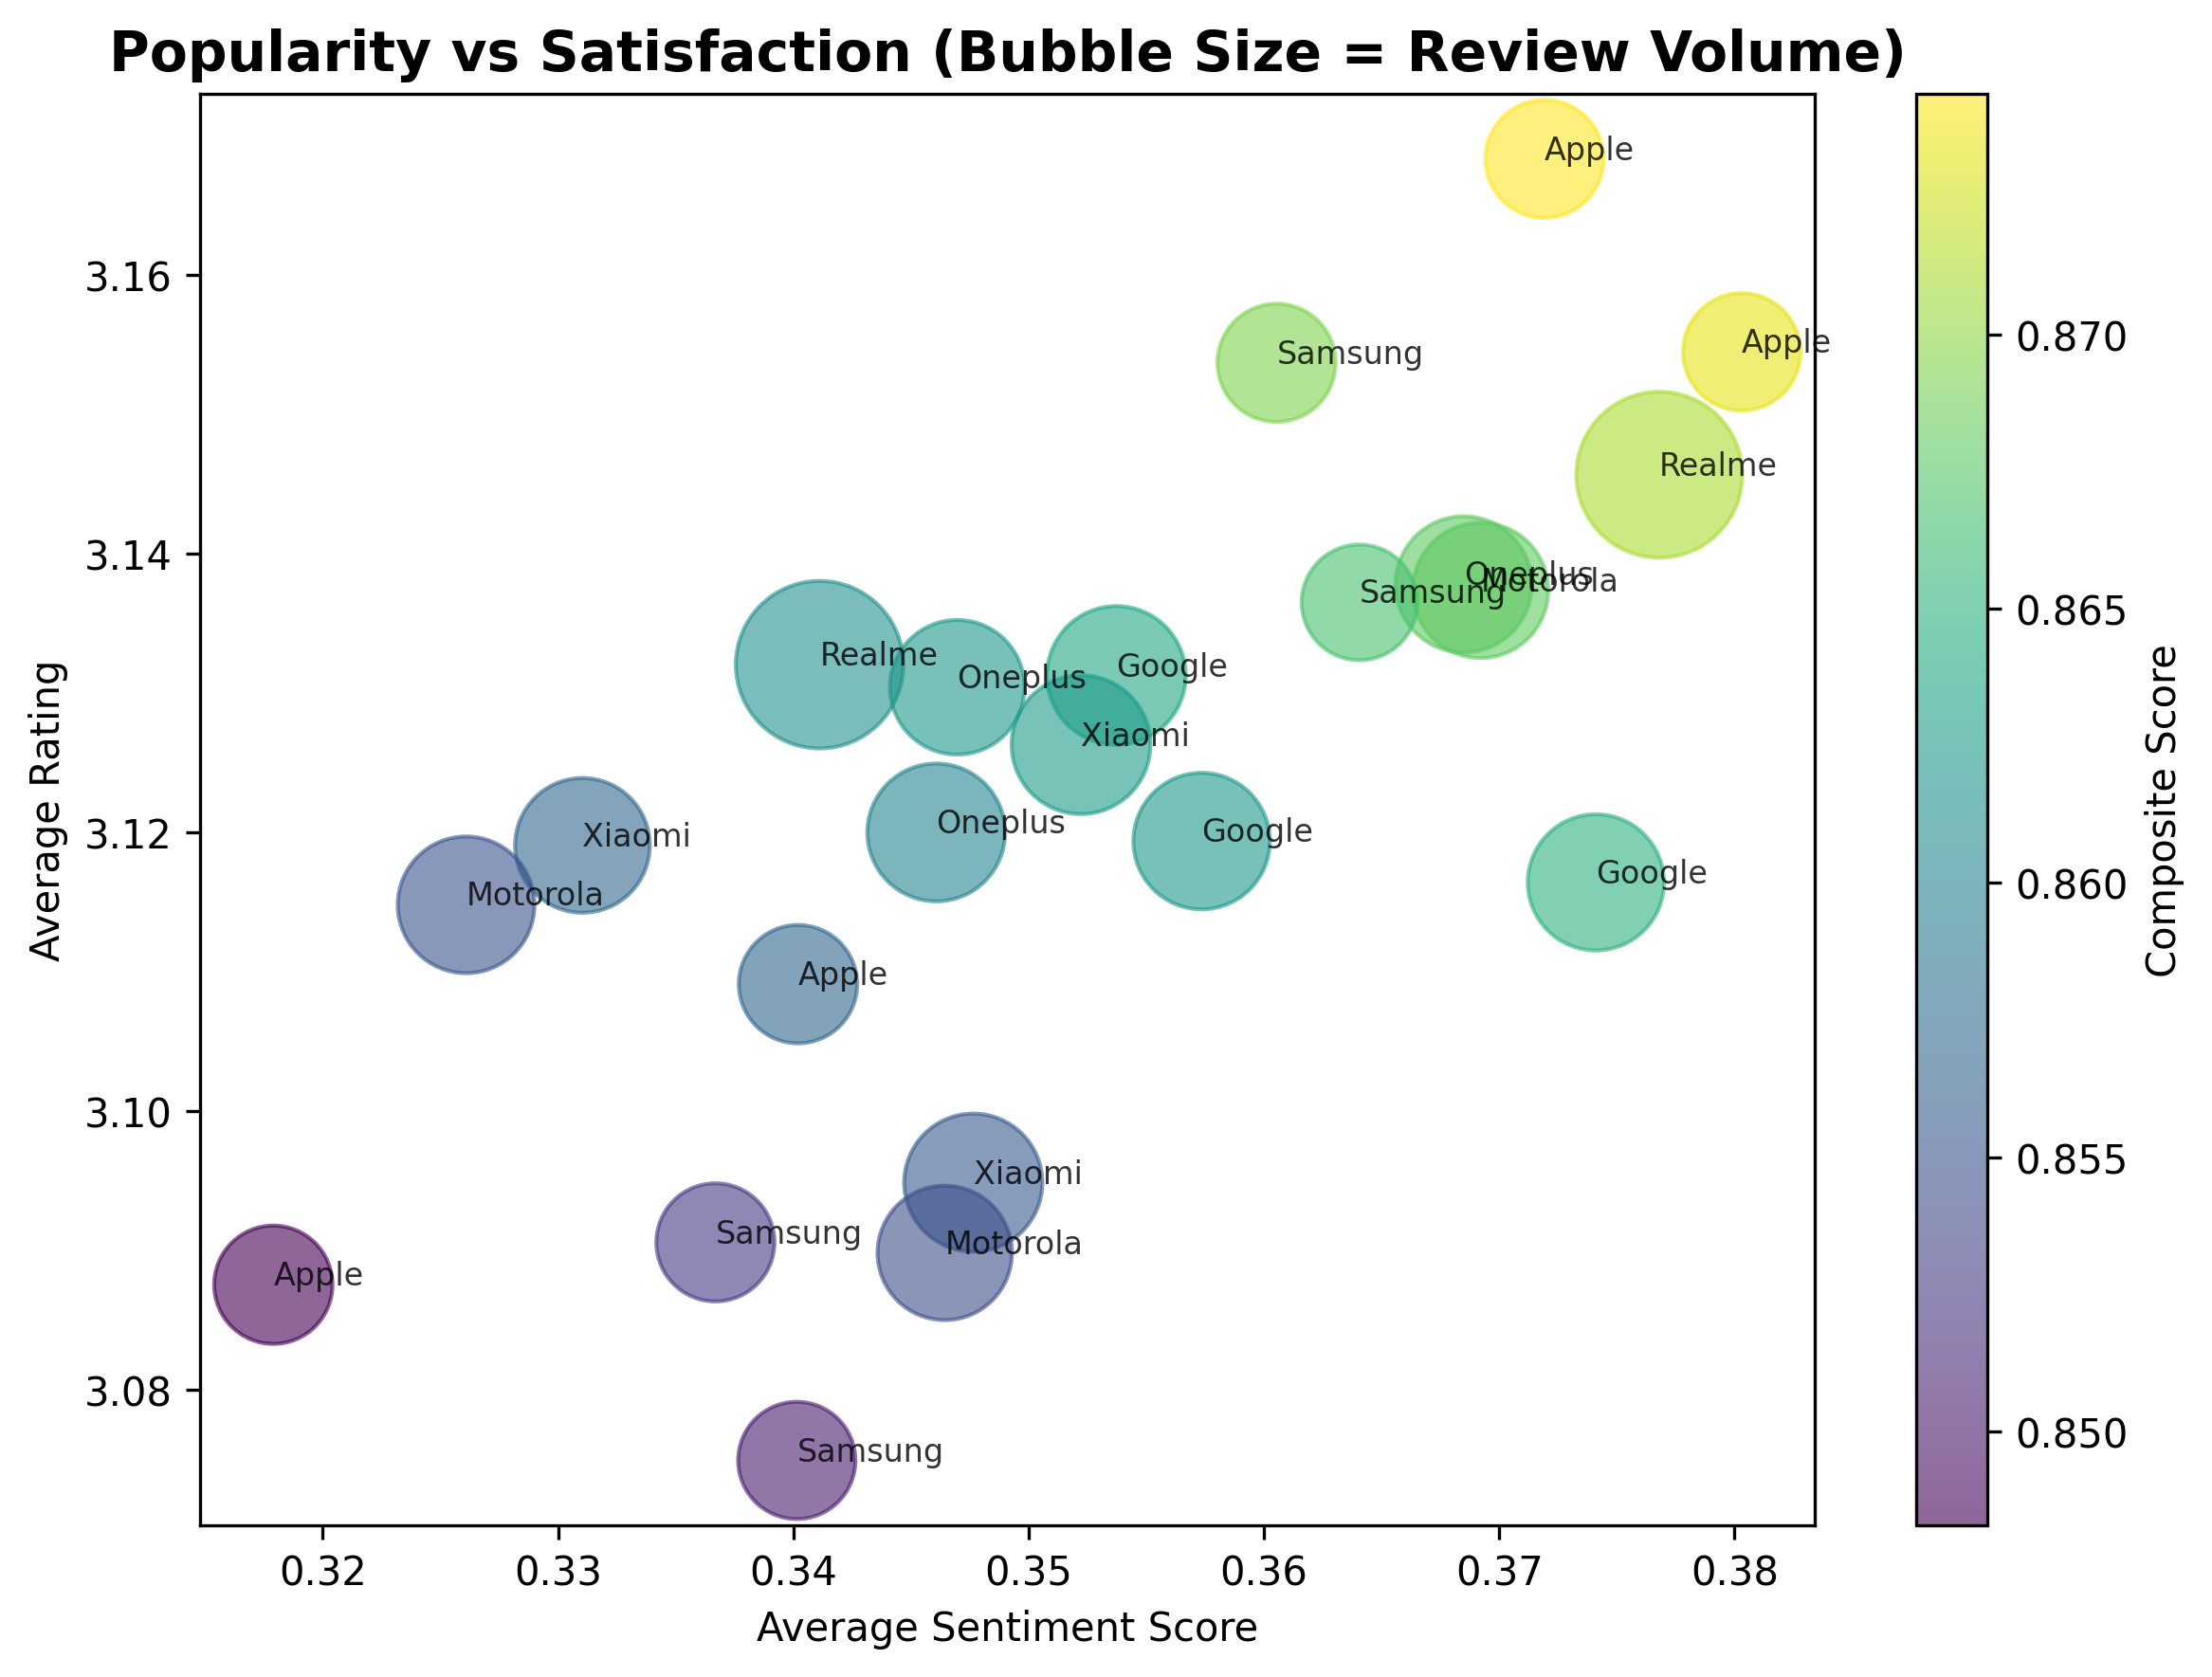 Popularity vs Satisfaction (Bubble Size = Review Volume)
Apple
Apple
Samsung
Realme
Oneplus
Motorola
Samsung
Realme
Oneplus
Google
Xiaomi
Oneplus
Google
Xiaomi
Motorola
Google
Apple
Xiaomi
Samsung
Motorola
Apple
Samsung
3.16
3.14
3.12
3.10
3.08
Average Rating
0.32 0.33 0.34 0.35 0.36 0.37 0.38
Average Sentiment Score
0.870
0.865
0.860
0.855
0.850
Composite Score